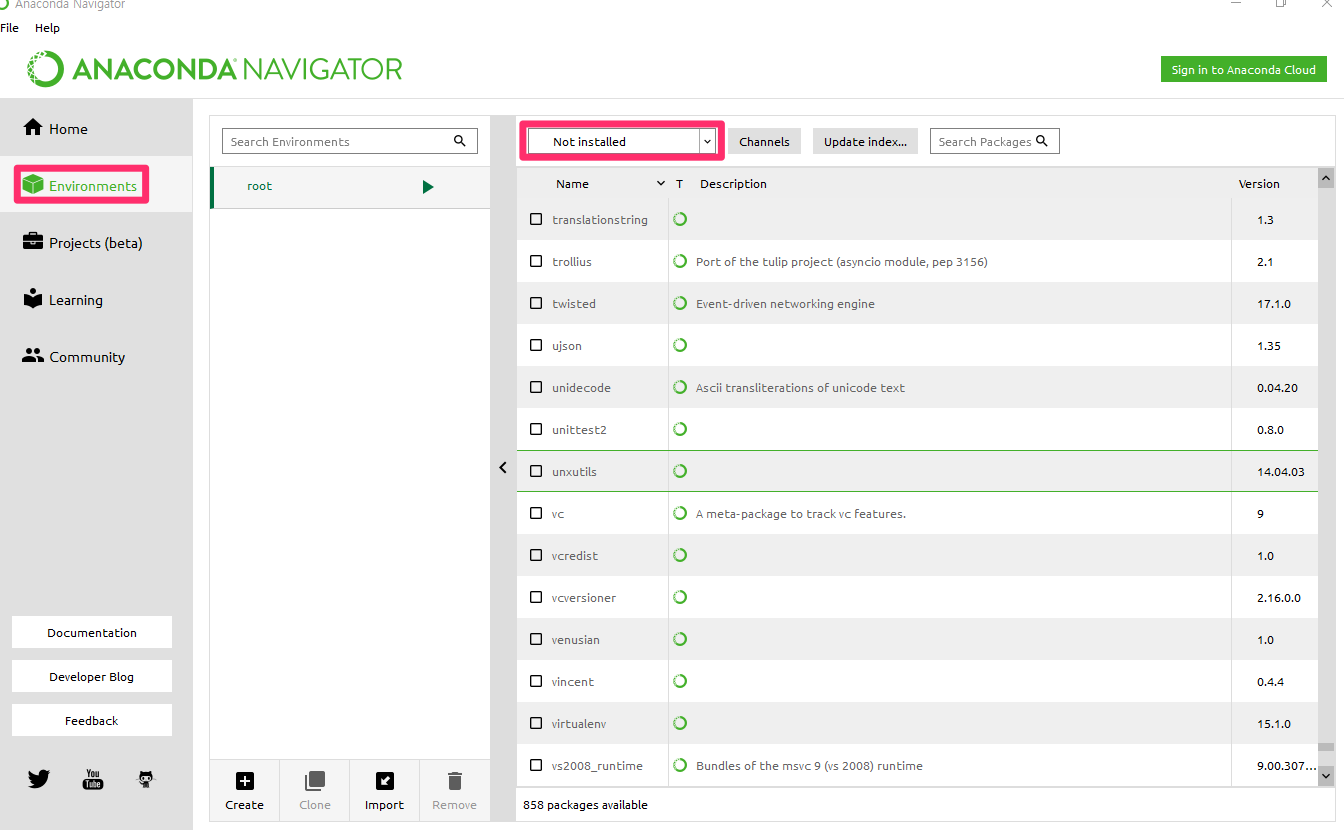 Anaconda Navigator
File Help
ANACONDA NAVIGATOR
Sign in to Anaconda Cloud
Home
Environments
Projects (beta)
Learning
Community
Documentation
Developer Blog
Feedback
You Tube
Search Environments
root
Create Clone Import Remove
Not installed Channels Update index... Search Packages
Name T Description Version
translationstring 1.3
trollius Port of the tulip project (asyncio module, pep 3156) 2.1
twisted Event-driven networking engine 17.1.0
ujson 1.35
unidecode Ascii transliterations of unicode text 0.04.20
unittest2 0.8.0
unxutils 14.04.03
vc A meta-package to track vc features. 9
vcredist 1.0
vcversioner 2.16.0.0
venusian 1.0
vincent 0.4.4
virtualenv 15.1.0
vs2008_runtime Bundles of the msvc 9 (vs 2008) runtime 9.00.307...
858 packages available